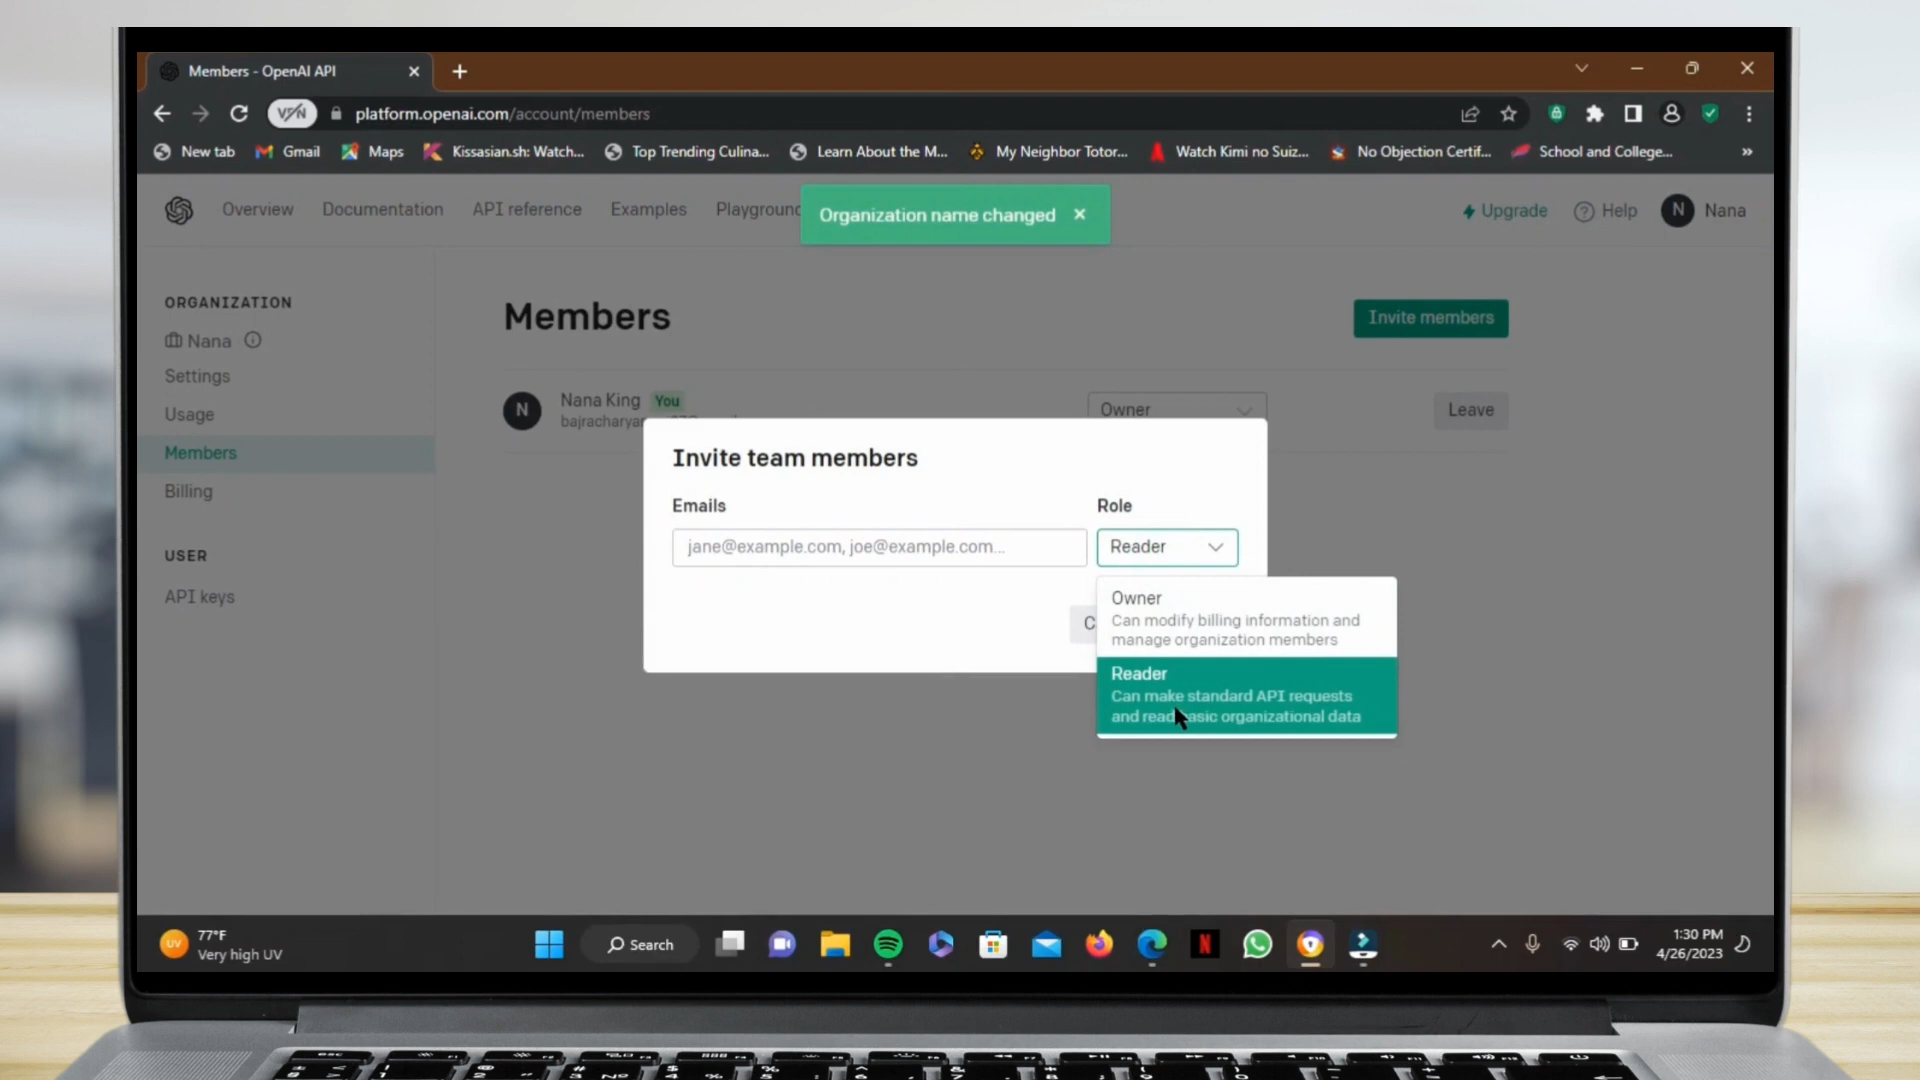 Members - OpenAI API
VPN platform.openai.com/account/members
New tab Gmail Maps Kissasian.sh: Watch... Top Trending Culina... Learn About the M... My Neighbor Totor... Watch Kimi no Suiz... No Objection Certif... School and College... »
Overview Documentation API reference Examples Playground Organization name changed Upgrade Help N Nana
ORGANIZATION
Nana
Settings
Usage
Members
Billing
USER
API keys
Members
Invite members
N Nana King You
Owner
Leave
Invite team members
Emails Role
jane@example.com, joe@example.com...
Reader
Owner
Can modify billing information and
manage organization members
Reader
Can make standard API requests
and read basic organizational data
UV 77°F
Very high UV
Search
1:30 PM
4/26/2023